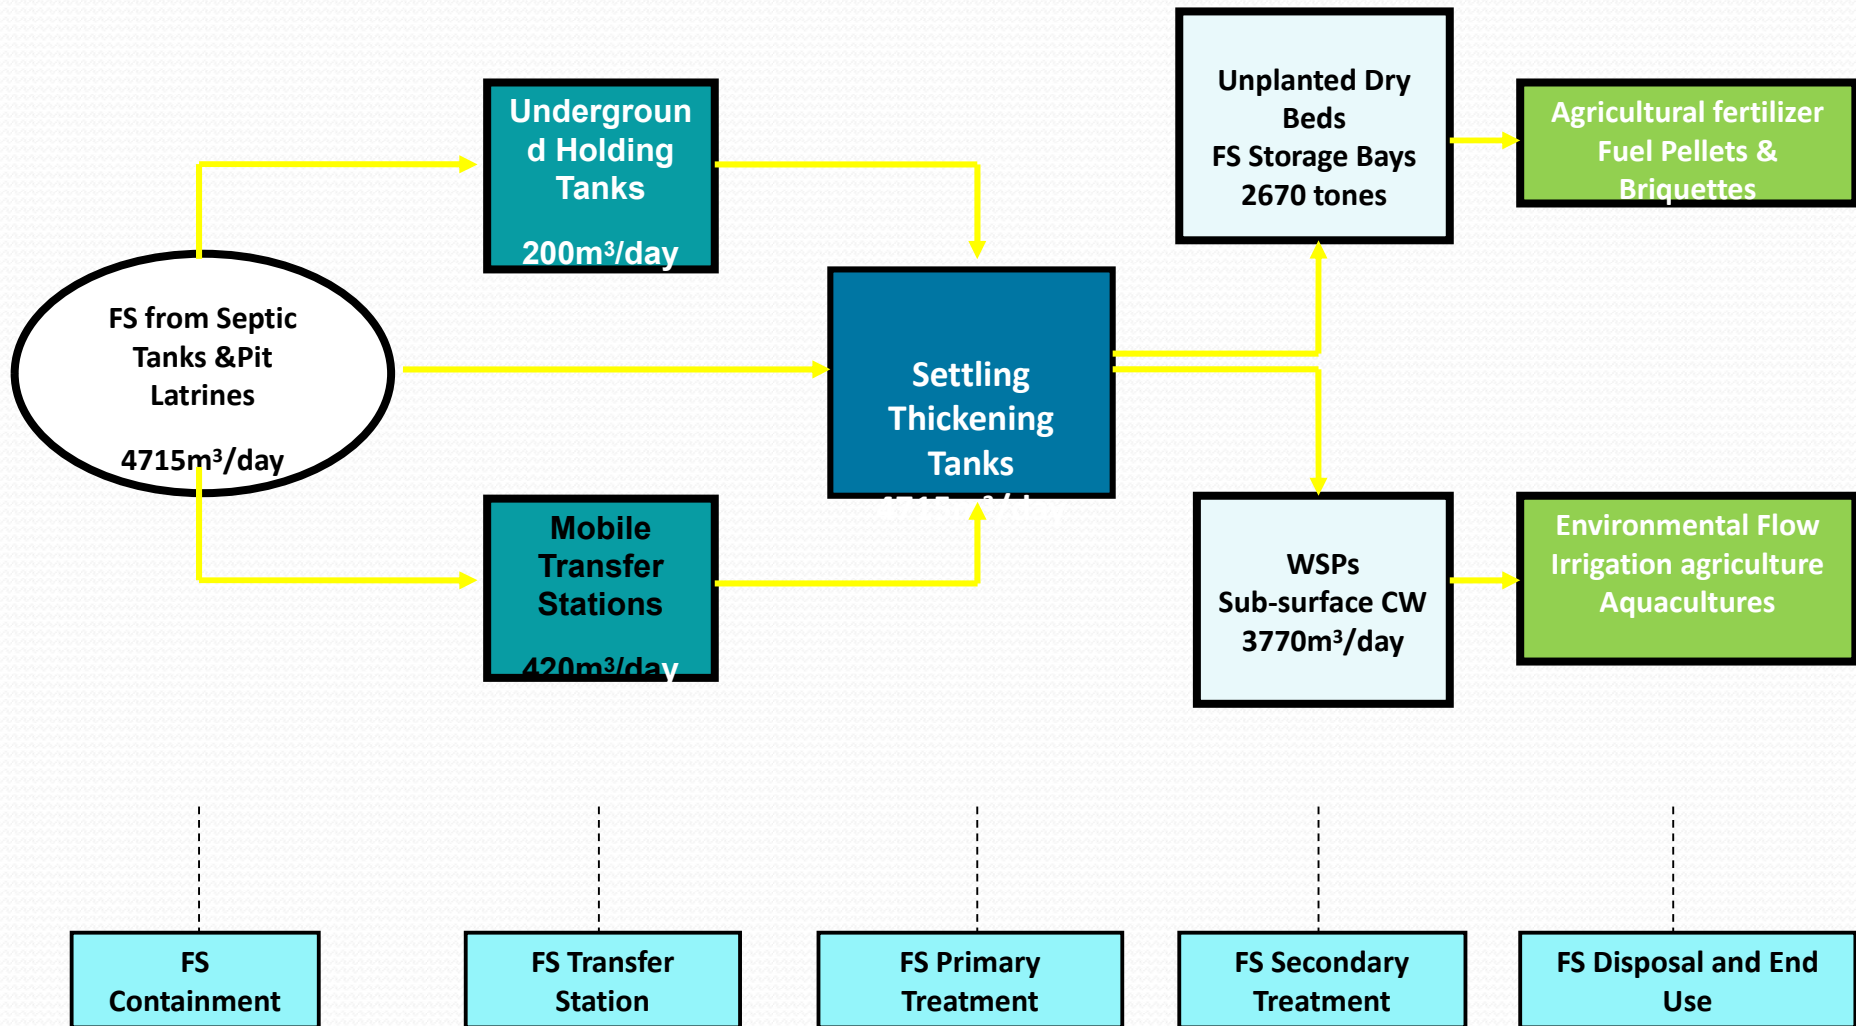 FS from Septic
Tanks &Pit
Latrines
4715m³/day
Undergroun
d Holding
Tanks
200m³/day
Mobile
Transfer
Stations
420m³/day
Settling
Thickening
Tanks
Unplanted Dry
Beds
FS Storage Bays
2670 tones
WSPs
Sub-surface CW
3770m³/day
Agricultural fertilizer
Fuel Pellets &
Briquettes
Environmental Flow
Irrigation agriculture
Aquacultures
FS
Containment
FS Transfer
Station
FS Primary
Treatment
FS Secondary
Treatment
FS Disposal and End
Use